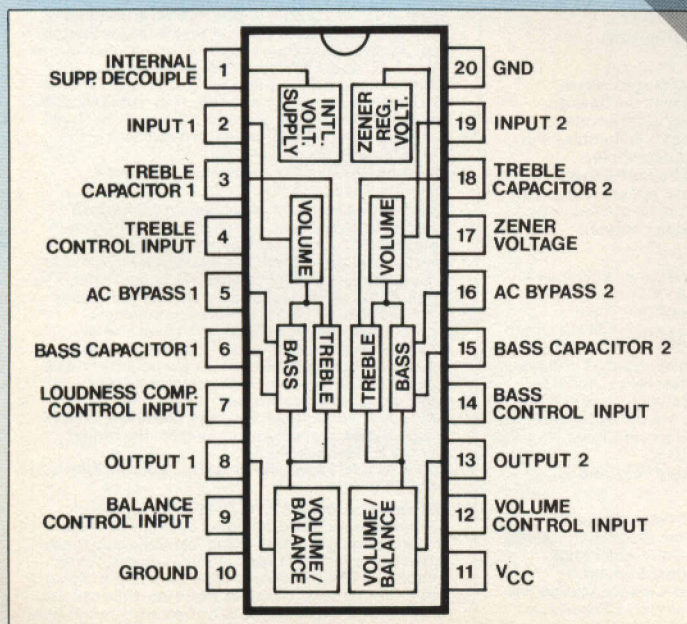 INTERNAL
SUPP. DECOUPLE
1
INPUT 1
2
TREBLE
CAPACITOR 1
3
TREBLE
CONTROL INPUT
4
AC BYPASS 1
5
BASS CAPACITOR 1
6
LOUDNESS COMP.
CONTROL INPUT
7
OUTPUT 1
8
BALANCE
CONTROL INPUT
9
GROUND
10
INTL.
VOLT.
SUPPLY
ZENER
REG.
VOLT.
VOLUME
VOLUME
BASS
TREBLE
TREBLE
BASS
VOLUME/
BALANCE
VOLUME/
BALANCE
20
GND
19
INPUT 2
18
TREBLE
CAPACITOR 2
17
ZENER
VOLTAGE
16
AC BYPASS 2
15
BASS CAPACITOR 2
14
BASS
CONTROL INPUT
13
OUTPUT 2
12
VOLUME
CONTROL INPUT
11
VCC